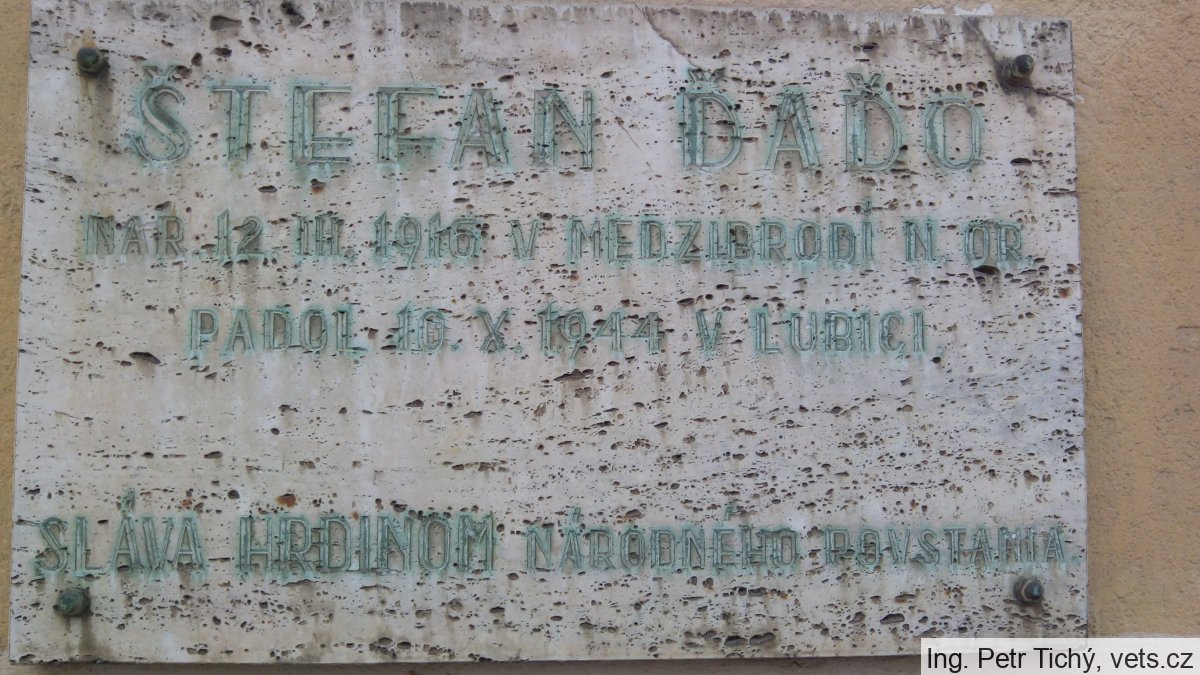 ŠTEFAN ĎAĎO
NAR. 12. III. 1916 V MEDZIBRODÍ N. OR.
PADOL 10. X. 1944 V ĽUBICI.
SLÁVA HRDINOM NÁRODNÉHO POVSTANIA.
Ing. Petr Tichý, vets.cz